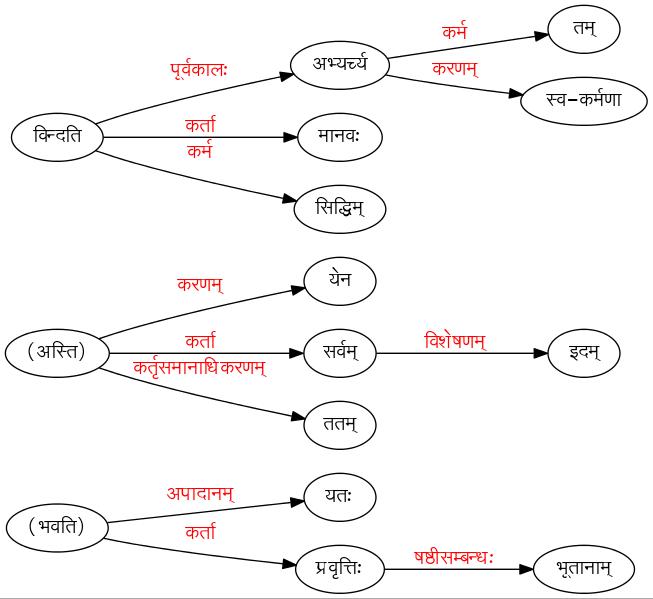 कर्म
तम्
पूर्वकालः
अभ्यर्च्य
करणम्
स्व-कर्मणा
विन्दति
कर्ता
मानवः
कर्म
सिद्धिम्
करणम्
येन
(अस्ति)
कर्ता
सर्वम्
विशेषणम्
इदम्
कर्तृसमानाधिकरणम्
ततम्
अपादानम्
यतः
(भवति)
कर्ता
प्रवृत्तिः
षष्ठीसम्बन्धः
भूतानाम्